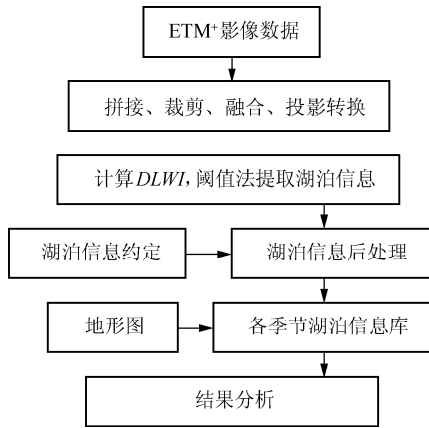 ETM⁺影像数据
拼接、裁剪、融合、投影转换
计算DLWI,阈值法提取湖泊信息
湖泊信息约定
湖泊信息后处理
地形图
各季节湖泊信息库
结果分析